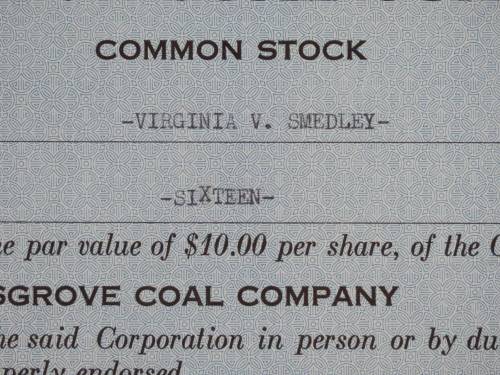 COMMON STOCK
-VIRGINIA V. SMEDLEY-
-SIXTEEN-
par value of $10.00 per share, of the
COAL COMPANY
said Corporation in person or by
endorsed